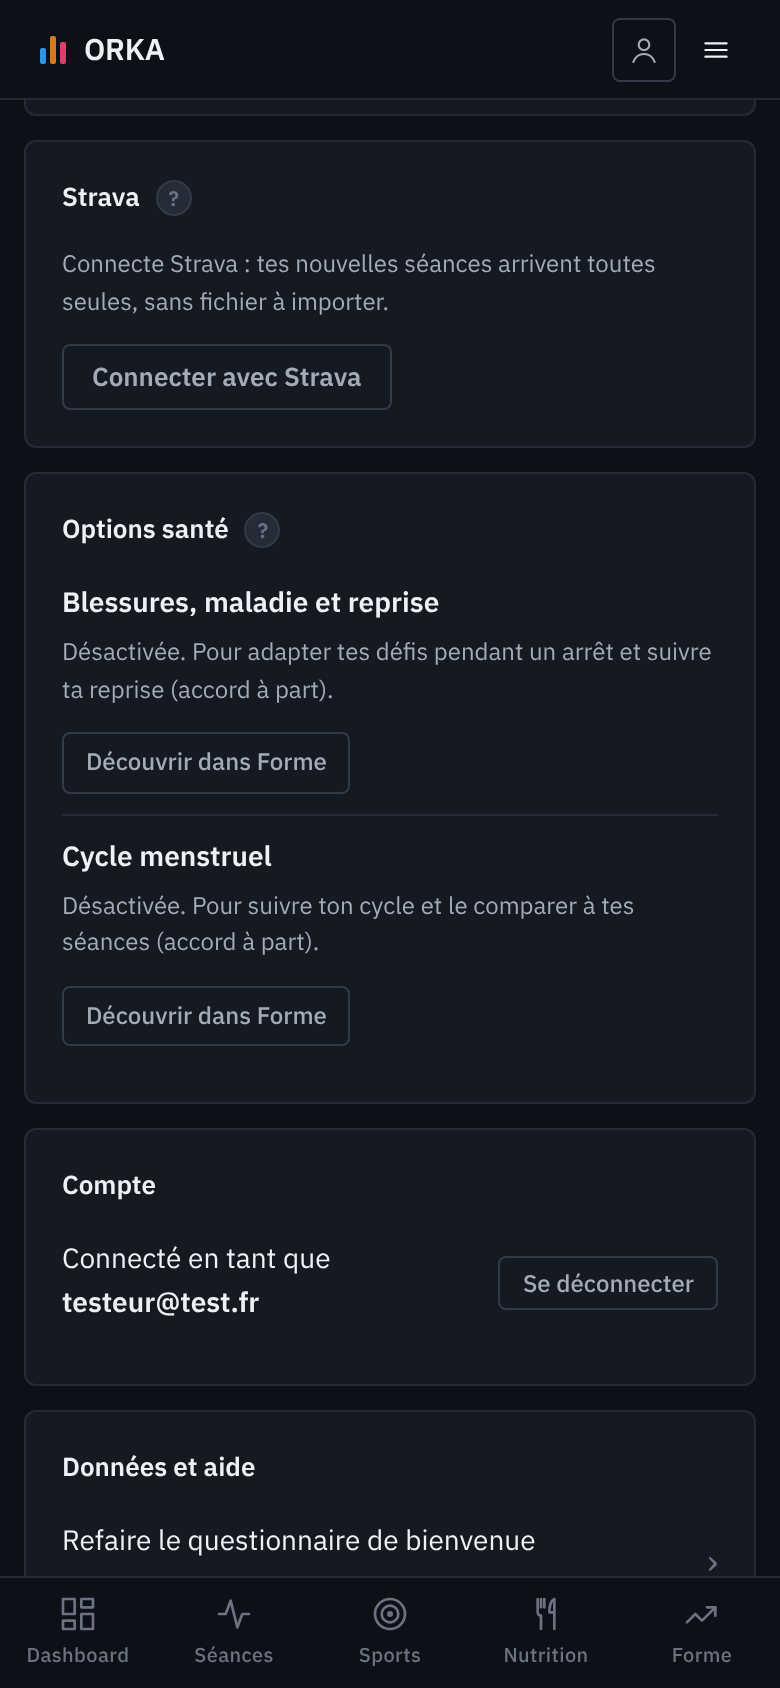 ORKA
Strava ?
Connecte Strava : tes nouvelles séances arrivent toutes
seules, sans fichier à importer.
Connecter avec Strava
Options santé ?
Blessures, maladie et reprise
Désactivée. Pour adapter tes défis pendant un arrêt et suivre
ta reprise (accord à part).
Découvrir dans Forme
Cycle menstruel
Désactivée. Pour suivre ton cycle et le comparer à tes
séances (accord à part).
Découvrir dans Forme
Compte
Connecté en tant que
testeur@test.fr
Se déconnecter
Données et aide
Refaire le questionnaire de bienvenue
Dashboard
Séances
Sports
Nutrition
Forme